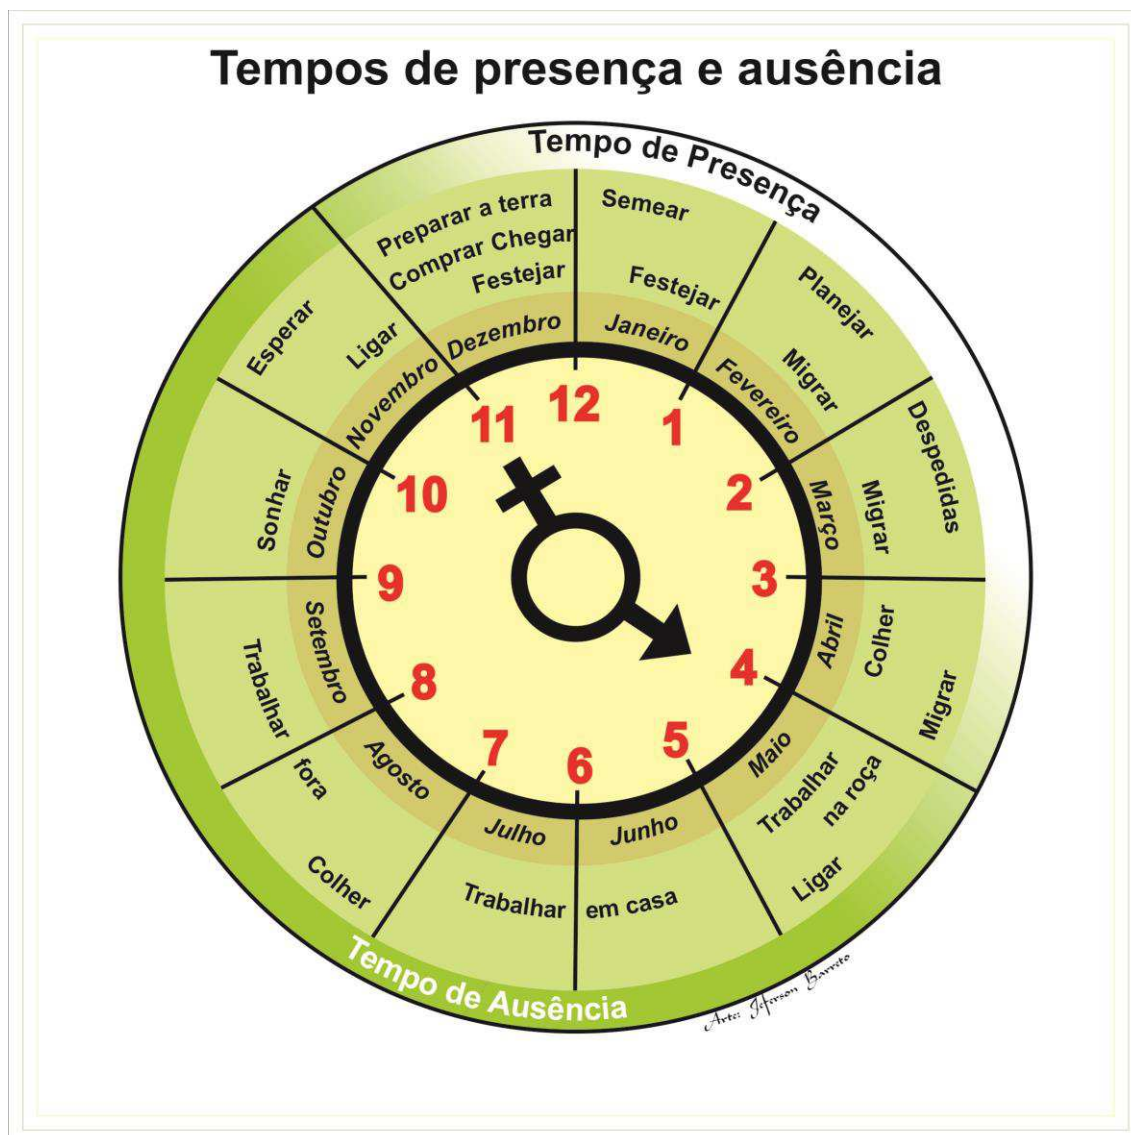 Tempos de presença e ausência
Tempo de Presença
Semear
Festejar
Janeiro
Planejar
Migrar
Fevereiro
Despedidas
Migrar
Março
Colher
Migrar
Abril
Trabalhar
na roça
Ligar
Maio
em casa
Junho
Trabalhar
Julho
fora
Colher
Agosto
Trabalhar
Setembro
Sonhar
Outubro
Esperar
Ligar
Novembro
Preparar a terra
Comprar Chegar
Festejar
Dezembro
12
1
2
3
4
5
6
7
8
9
10
11
Tempo de Ausência
Arte: Jeferson Barreto